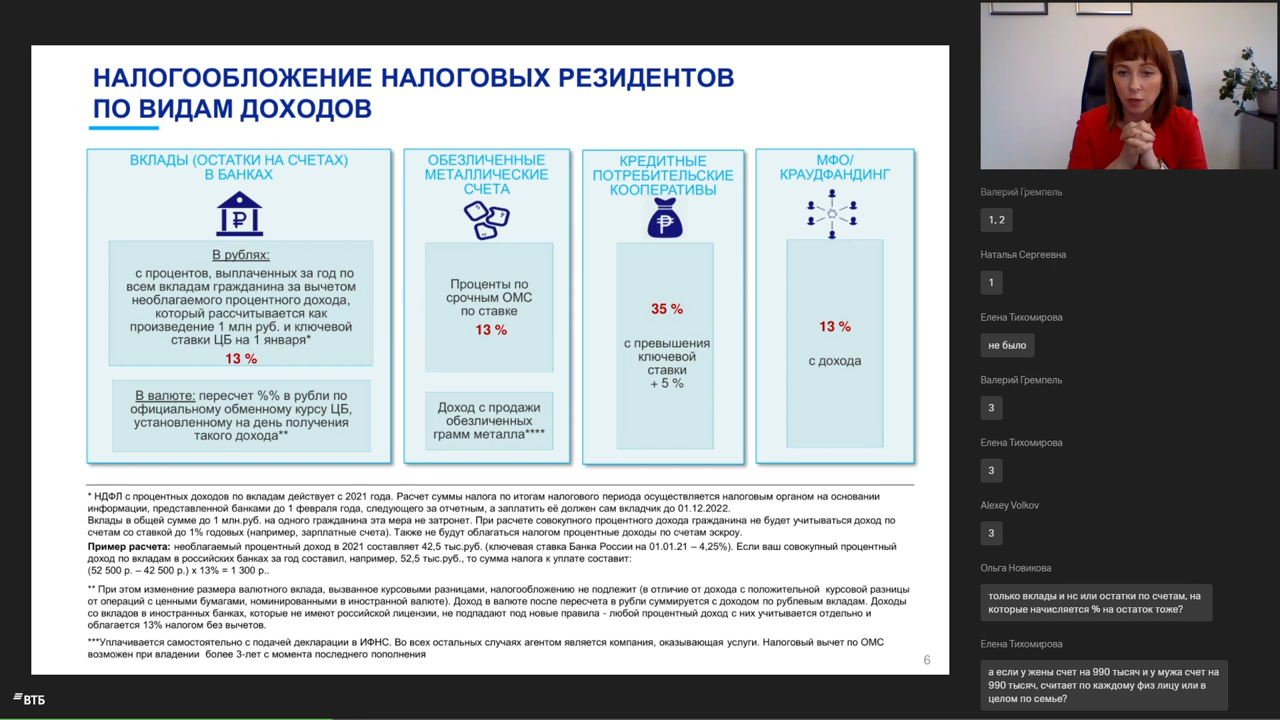 НАЛОГООБЛОЖЕНИЕ НАЛОГОВЫХ РЕЗИДЕНТОВ
ПО ВИДАМ ДОХОДОВ
ВКЛАДЫ (ОСТАТКИ НА СЧЕТАХ)
В БАНКАХ
В рублях:
с процентов, выплаченных за год по
всем вкладам гражданина за вычетом
необлагаемого процентного дохода,
который рассчитывается как
произведение 1 млн руб. и ключевой
ставки ЦБ на 1 января*
13 %
В валюте: пересчет %% в рубли по
официальному обменному курсу ЦБ,
установленному на день получения
такого дохода**
ОБЕЗЛИЧЕННЫЕ
МЕТАЛЛИЧЕСКИЕ
СЧЕТА
Проценты по
срочным ОМС
по ставке
13 %
Доход с продажи
обезличенных
грамм металла****
КРЕДИТНЫЕ
ПОТРЕБИТЕЛЬСКИЕ
КООПЕРАТИВЫ
35 %
с превышения
ключевой
ставки
+ 5 %
МФО/
КРАУДФАНДИНГ
13 %
с дохода
* НДФЛ с процентных доходов по вкладам действует с 2021 года. Расчет суммы налога по итогам налогового периода осуществляется налоговым органом на основании
информации, представленной банками до 1 февраля года, следующего за отчетным, а заплатить её должен сам вкладчик до 01.12.2022.
Вклады в общей сумме до 1 млн.руб. на одного гражданина эта мера не затронет. При расчете совокупного процентного дохода гражданина не будет учитываться доход по
счетам со ставкой до 1% годовых (например, зарплатные счета). Также не будут облагаться налогом процентные доходы по счетам эскроу.
Пример расчета: необлагаемый процентный доход в 2021 составляет 42,5 тыс.руб. (ключевая ставка Банка России на 01.01.21 – 4,25%). Если ваш совокупный процентный
доход по вкладам в российских банках за год составил, например, 52,5 тыс.руб., то сумма налога к уплате составит:
(52 500 р. – 42 500 р.) х 13% = 1 300 р..
** При этом изменение размера валютного вклада, вызванное курсовыми разницами, налогообложению не подлежит (в отличие от дохода с положительной курсовой разницы
от операций с ценными бумагами, номинированными в иностранной валюте). Доход в валюте после пересчета в рубли суммируется с доходом по рублевым вкладам. Доходы
со вкладов в иностранных банках, которые не имеют российской лицензии, не подпадают под новые правила - любой процентный доход с них учитывается отдельно и
облагается 13% налогом без вычетов.
***Уплачивается самостоятельно с подачей декларации в ИФНС. Во всех остальных случаях агентом является компания, оказывающая услуги. Налоговый вычет по ОМС
возможен при владении более 3-лет с момента последнего пополнения
6
ВТБ
Валерий Гремпель
1, 2
Наталья Сергеевна
1
Елена Тихомирова
не было
Валерий Гремпель
3
Елена Тихомирова
3
Alexey Volkov
3
Ольга Новикова
только вклады и нс или остатки по счетам, на
которые начисляется % на остаток тоже?
Елена Тихомирова
а если у жены счет на 990 тысяч и у мужа счет на
990 тысяч, считает по каждому физ лицу или в
целом по семье?